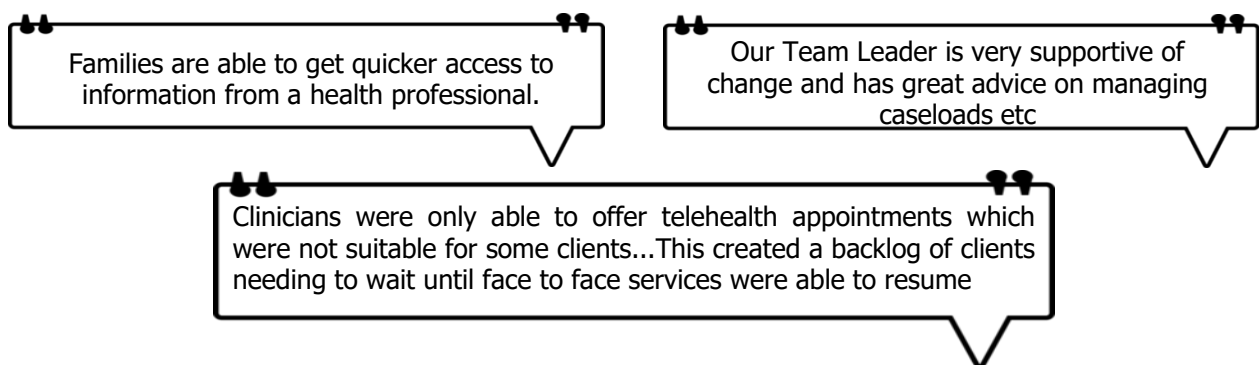 Families are able to get quicker access to
information from a health professional.
Our Team Leader is very supportive of
change and has great advice on managing
caseloads etc
Clinicians were only able to offer telehealth appointments which
were not suitable for some clients...This created a backlog of clients
needing to wait until face to face services were able to resume